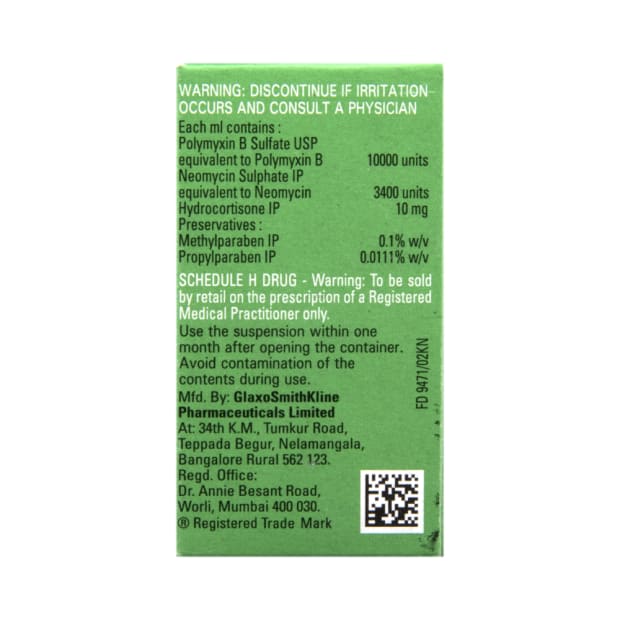 WARNING: DISCONTINUE IF IRRITATION
OCCURS AND CONSULT A PHYSICIAN
Each ml contains :
Polymyxin B Sulfate USP
equivalent to Polymyxin B 10000 units
Neomycin Sulphate IP
equivalent to Neomycin 3400 units
Hydrocortisone IP 10 mg
Preservatives :
Methylparaben IP 0.1% w/v
Propylparaben IP 0.0111% w/v
SCHEDULE H DRUG - Warning: To be sold
by retail on the prescription of a Registered
Medical Practitioner only.
Use the suspension within one
month after opening the container.
Avoid contamination of the
contents during use.
Mfd. By: GlaxoSmithKline
Pharmaceuticals Limited
At: 34th K.M., Tumkur Road,
Teppada Begur, Nelamangala,
Bangalore Rural 562 123.
Regd. Office:
Dr. Annie Besant Road,
Worli, Mumbai 400 030.
® Registered Trade Mark
FD 9471/02KN